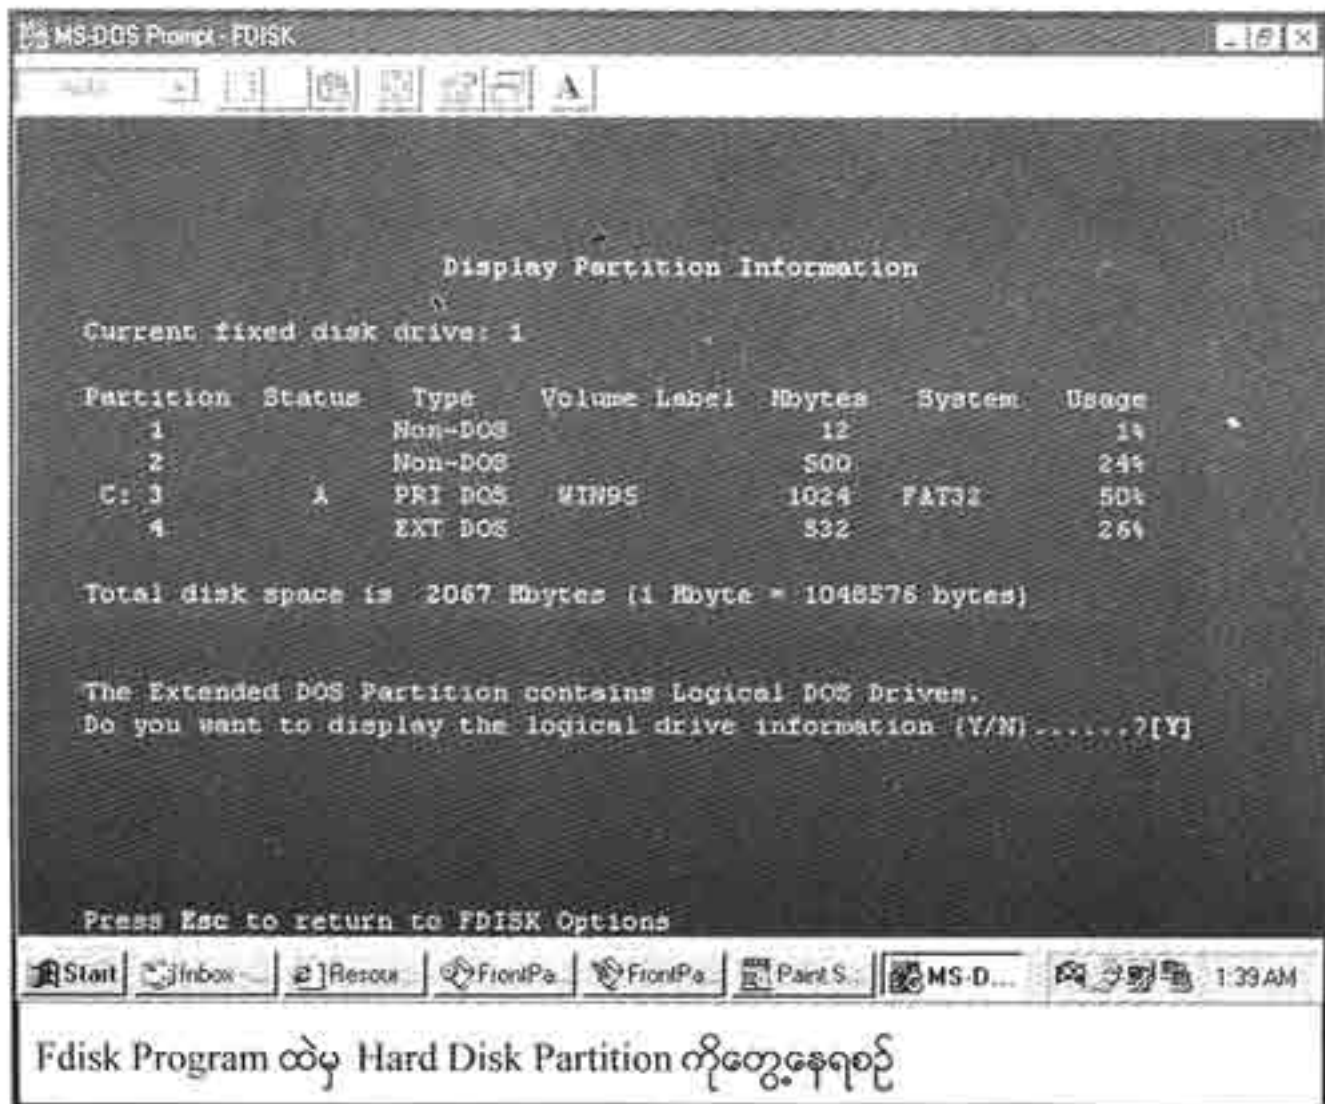 MS-DOS Prompt - FDISK
A
Display Partition Information
Current fixed disk drive: 1
Partition Status Type Volume Label Mbytes System Usage
1 Non-DOS 12 1%
2 Non-DOS 500 24%
C: 3 A PRI DOS WIN95 1024 FAT32 50%
4 EXT DOS 532 26%
Total disk space is 2067 Mbytes (1 Mbyte = 1048576 bytes)
The Extended DOS Partition contains Logical DOS Drives.
Do you want to display the logical drive information (Y/N)......?[Y]
Press Esc to return to FDISK Options
Start Inbox - Resour FrontPa.. FrontPa.. Paint S... MS-D... 1:39 AM
Fdisk Program ထဲမှ Hard Disk Partition ကိုတွေ့နေရစဉ်